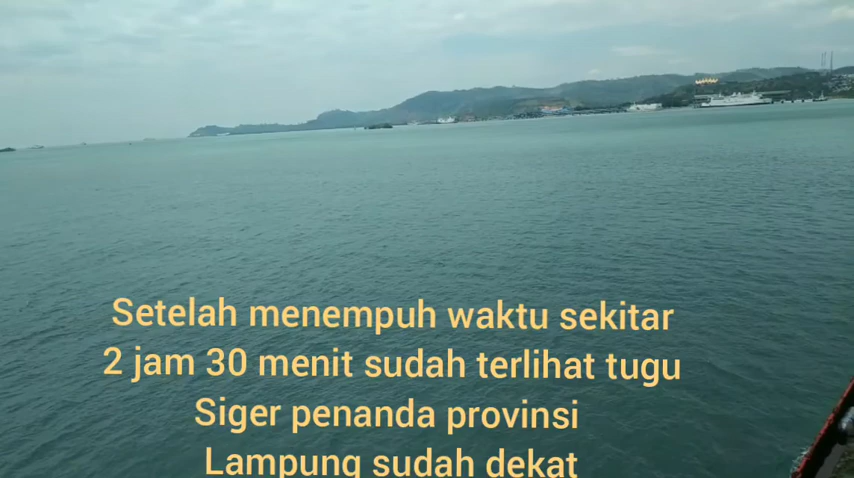 Setelah menempuh waktu sekitar
2 jam 30 menit sudah terlihat tugu
Siger penanda provinsi
Lampung sudah dekat